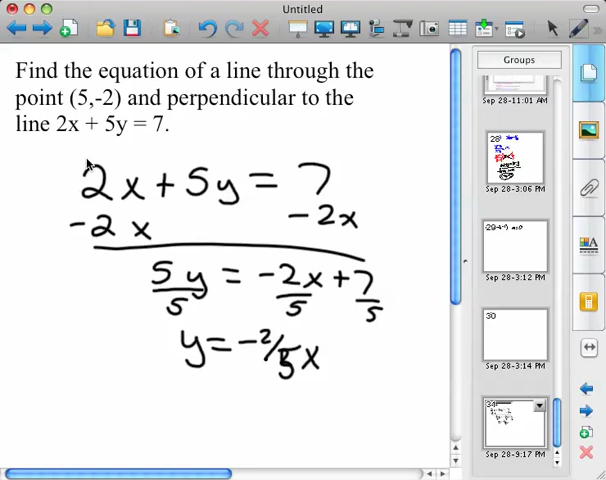 Untitled
Find the equation of a line through the
point (5,-2) and perpendicular to the
line 2x + 5y = 7.
2x + 5y = 7
-2x -2x
5y = -2x + 7
5 5 5
y = -2/5x
Groups
Sep 28-11:01 AM
28
Sep 28-3:06 PM
Sep 28-3:12 PM
30
Sep 28-3:14 PM
34
Sep 28-9:17 PM